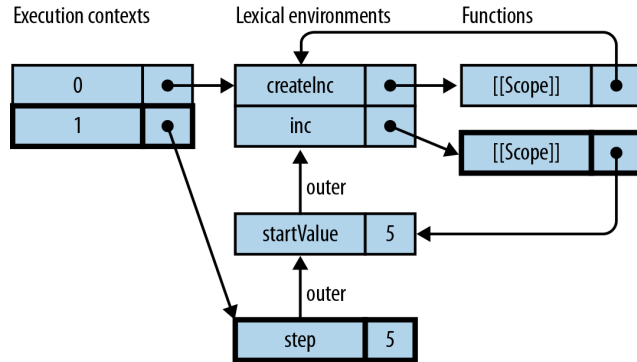 Execution contexts
Lexical environments
Functions
0
createInc
[[Scope]]
1
inc
[[Scope]]
outer
startValue 5
outer
step 5